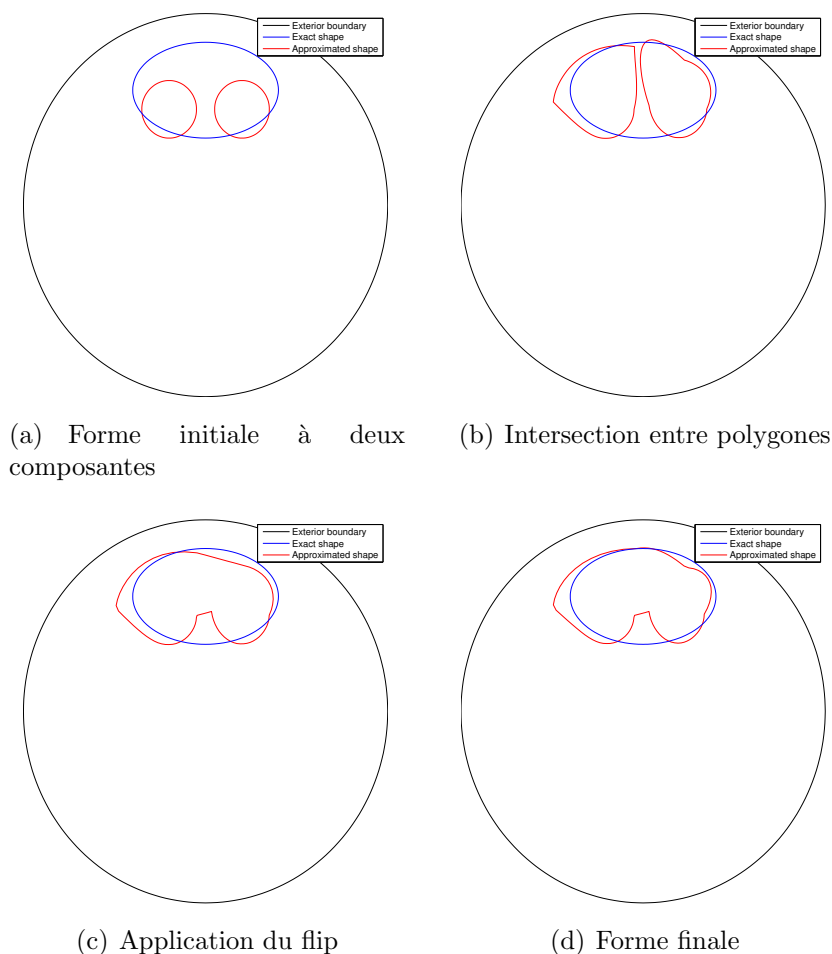 Exterior boundary
Exact shape
Approximated shape
Exterior boundary
Exact shape
Approximated shape
(a) Forme initiale à deux
composantes
(b) Intersection entre polygones
Exterior boundary
Exact shape
Approximated shape
Exterior boundary
Exact shape
Approximated shape
(c) Application du flip
(d) Forme finale